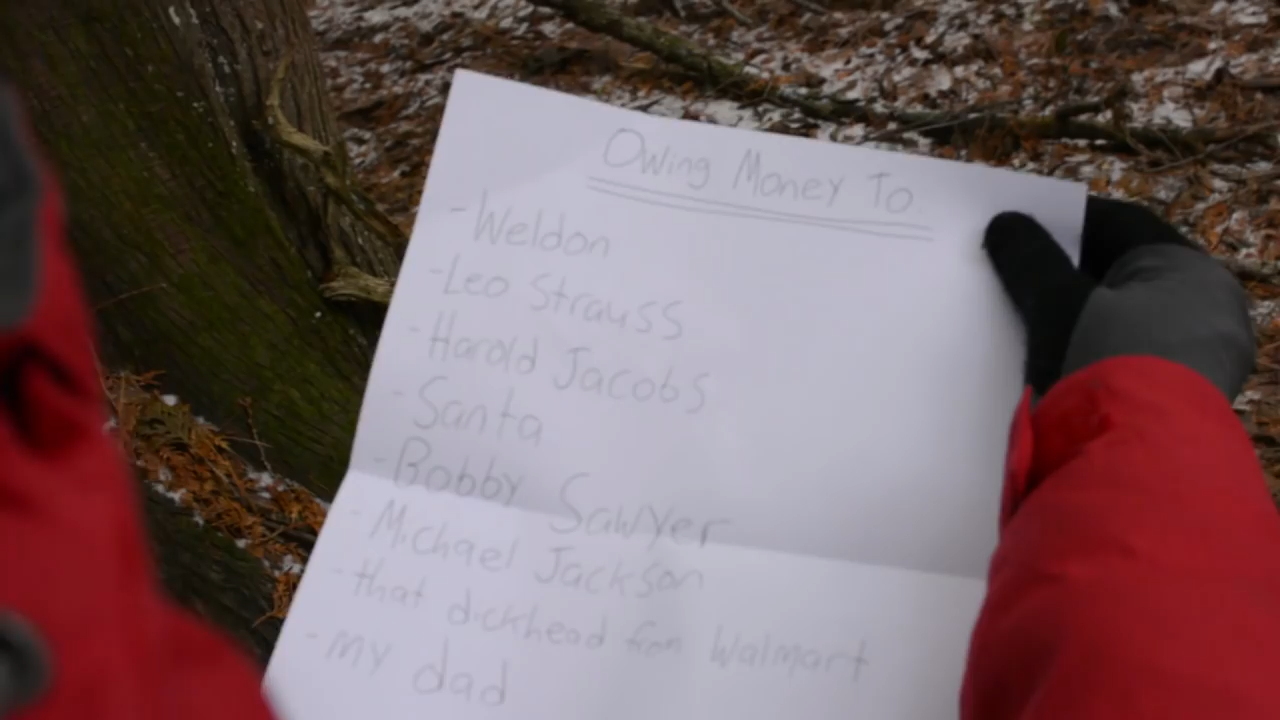 Owing Money To
-Weldon
-Leo Strauss
-Harold Jacobs
-Santa
-Bobby Sawyer
-Michael Jackson
-that dickhead from Walmart
-my dad